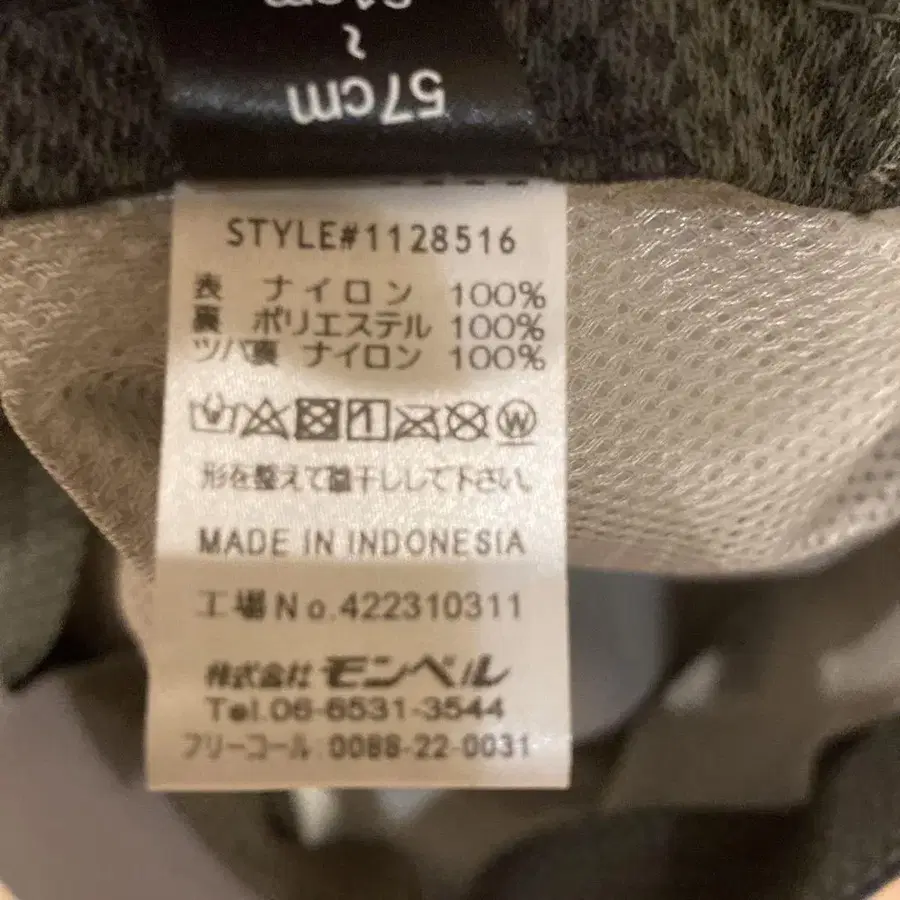 57cm
~
STYLE#1128516
表 ナイロン 100%
裏 ポリエステル 100%
ツバ裏 ナイロン 100%
形を整えて陰干しして下さい。
MADE IN INDONESIA
工場No.422310311
株式会社 モンベル
Tel.06-6531-3544
フリーコール:0088-22-0031